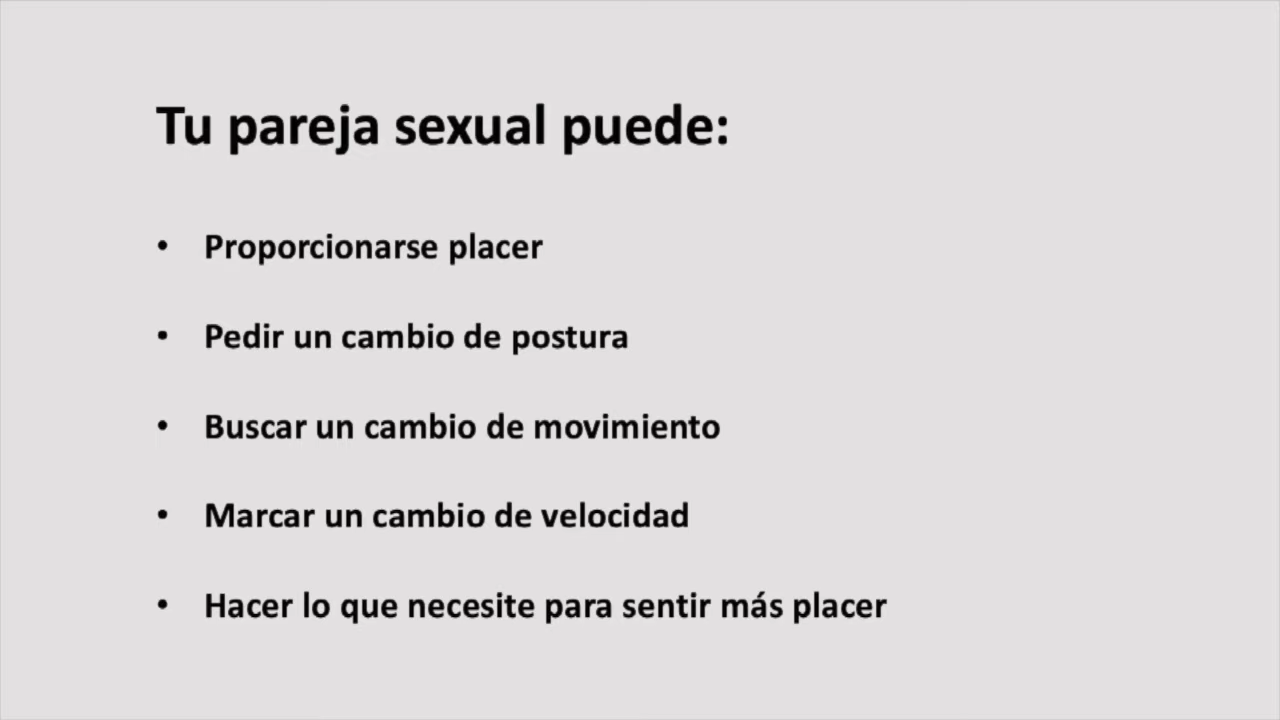 Tu pareja sexual puede:
• Proporcionarse placer
• Pedir un cambio de postura
• Buscar un cambio de movimiento
• Marcar un cambio de velocidad
• Hacer lo que necesite para sentir más placer